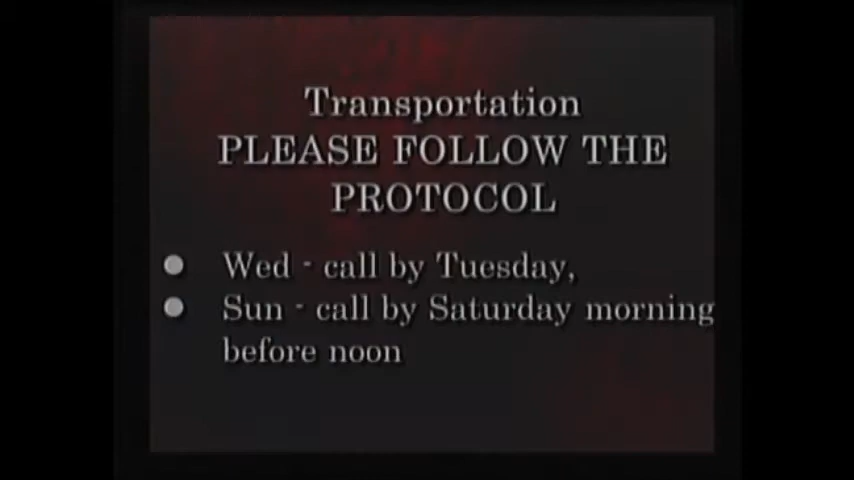 Transportation
PLEASE FOLLOW THE
PROTOCOL
● Wed - call by Tuesday,
● Sun - call by Saturday morning
before noon